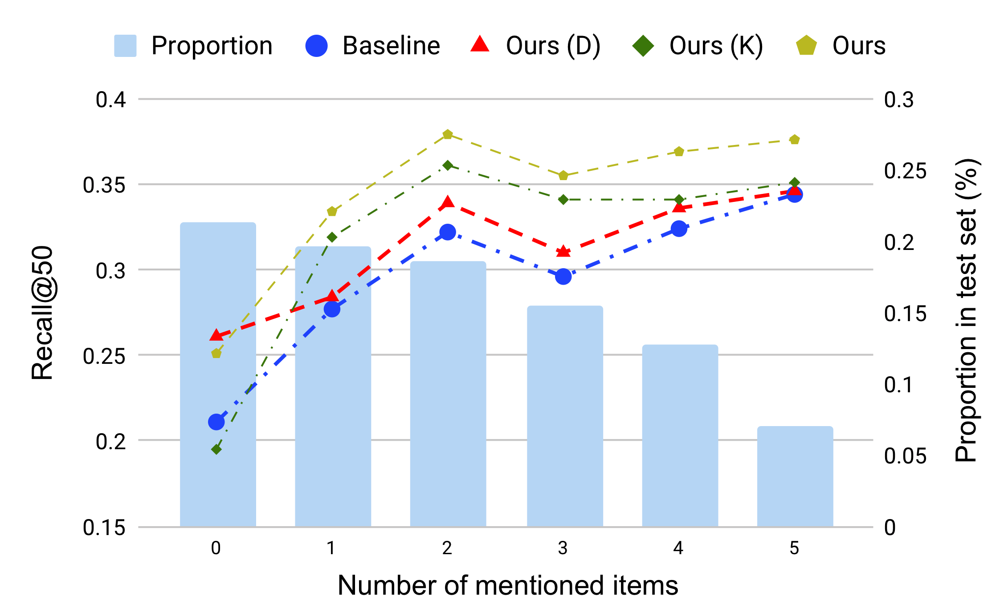 Proportion Baseline Ours (D) Ours (K) Ours
0.4 0.3
0.35 0.25
0.3 0.2
0.25 0.15
0.2 0.1
0.15 0.05
0
Recall@50
Proportion in test set (%)
0 1 2 3 4 5
Number of mentioned items